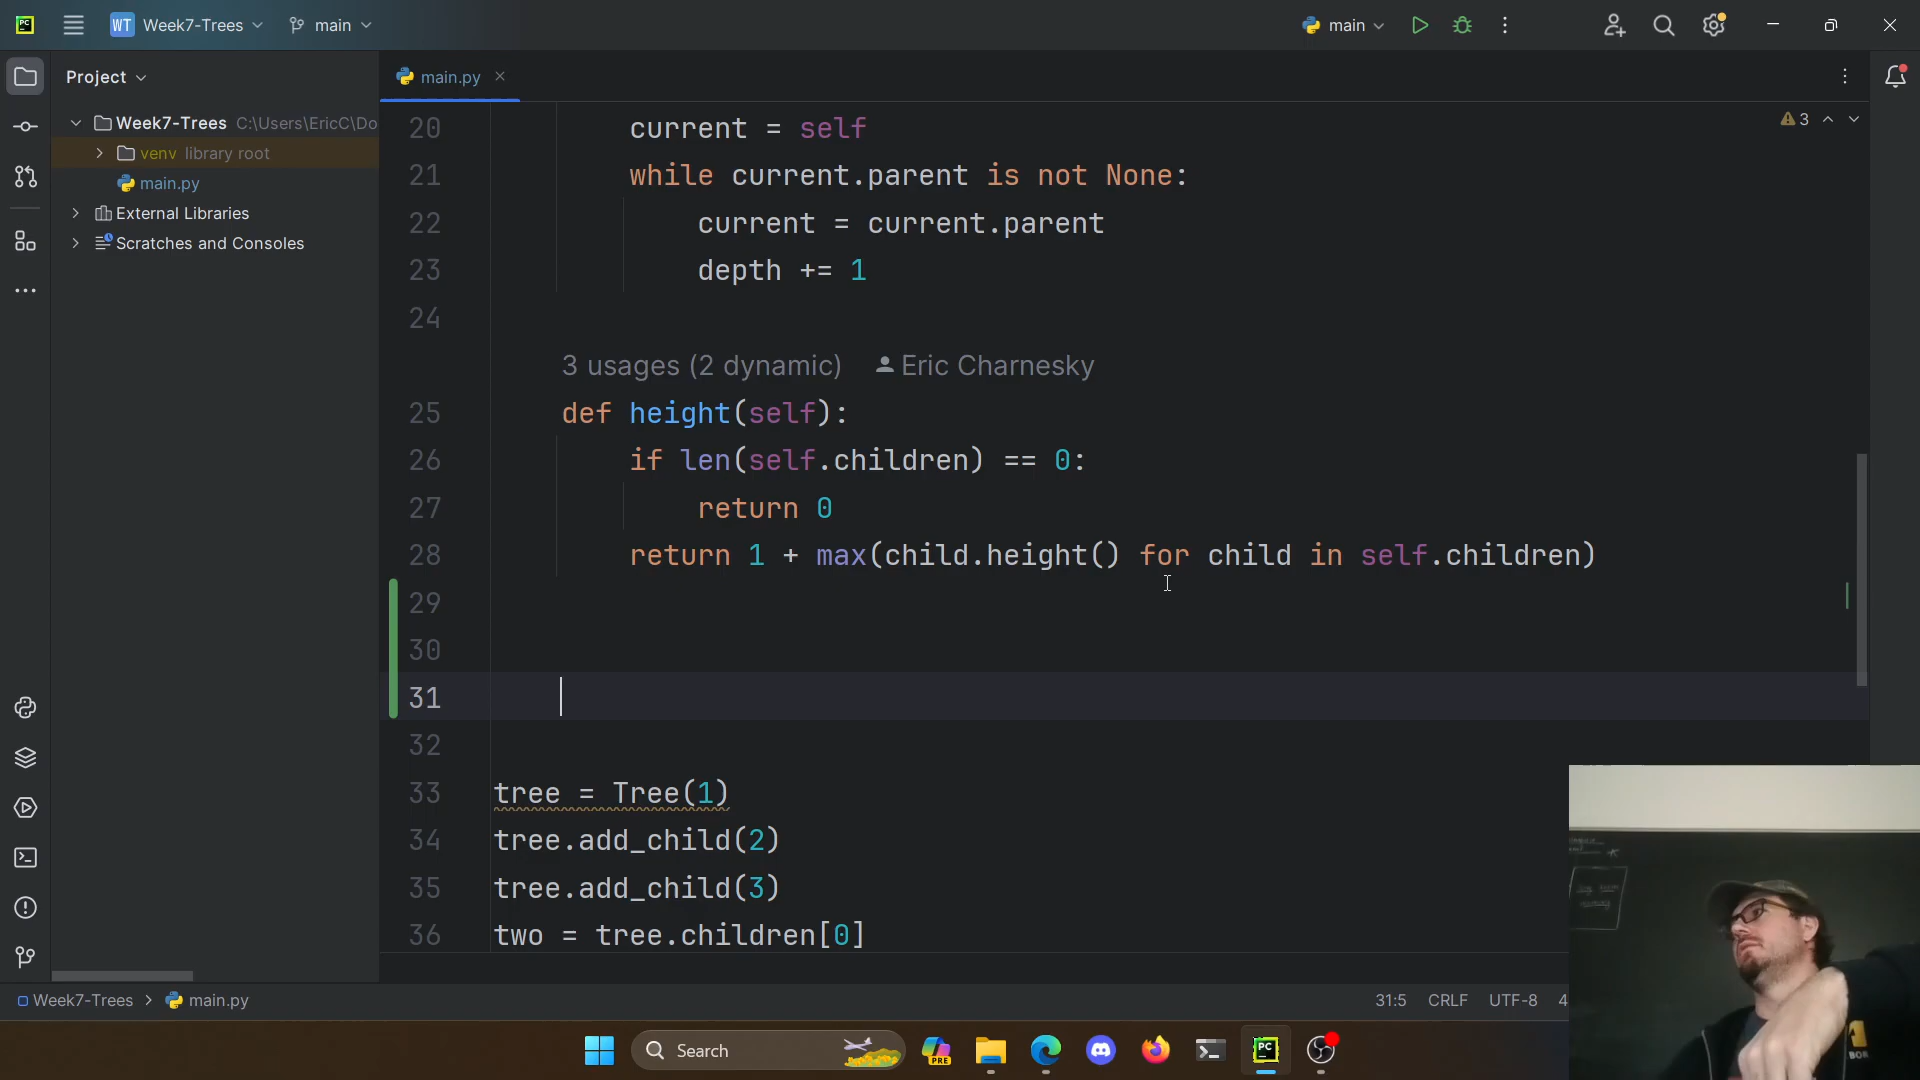 PC
WT Week7-Trees
main
main
Project
main.py
Week7-Trees C:\Users\EricC\Do
venv library root
main.py
External Libraries
Scratches and Consoles
3
20 current = self
21 while current.parent is not None:
22 current = current.parent
23 depth += 1
24
3 usages (2 dynamic) Eric Charnesky
25 def height(self):
26 if len(self.children) == 0:
27 return 0
28 return 1 + max(child.height() for child in self.children)
29
30
31
32
33 tree = Tree(1)
34 tree.add_child(2)
35 tree.add_child(3)
36 two = tree.children[0]
Week7-Trees main.py
31:5 CRLF UTF-8 4
Search
PRE
PC